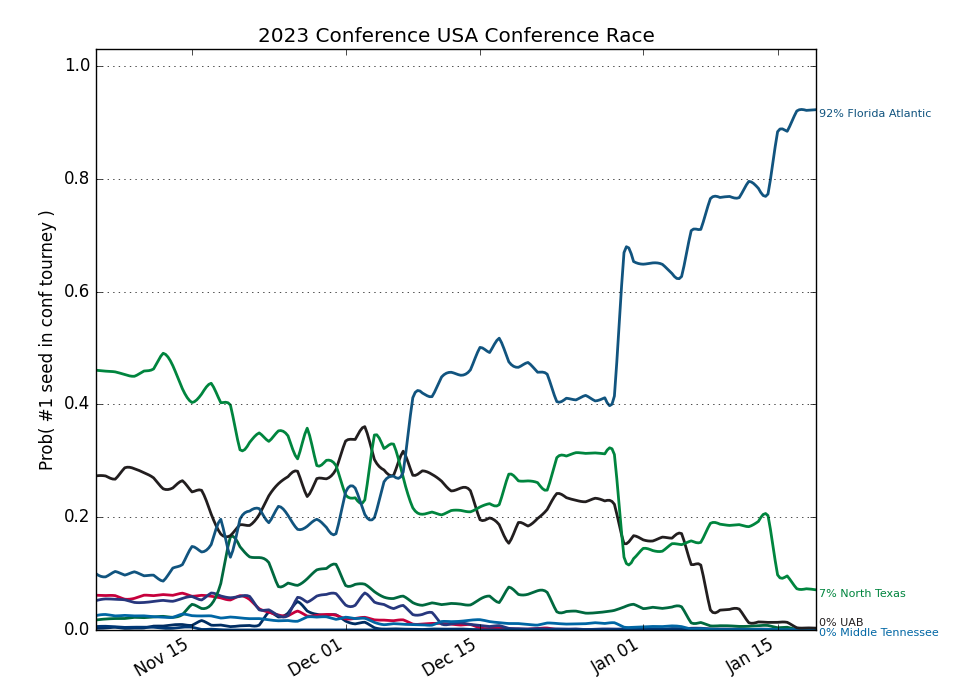 2023 Conference USA Conference Race
Prob( #1 seed in conf tourney )
1.0
0.8
0.6
0.4
0.2
0.0
Nov 15
Dec 01
Dec 15
Jan 01
Jan 15
92% Florida Atlantic
7% North Texas
0% UAB
0% Middle Tennessee